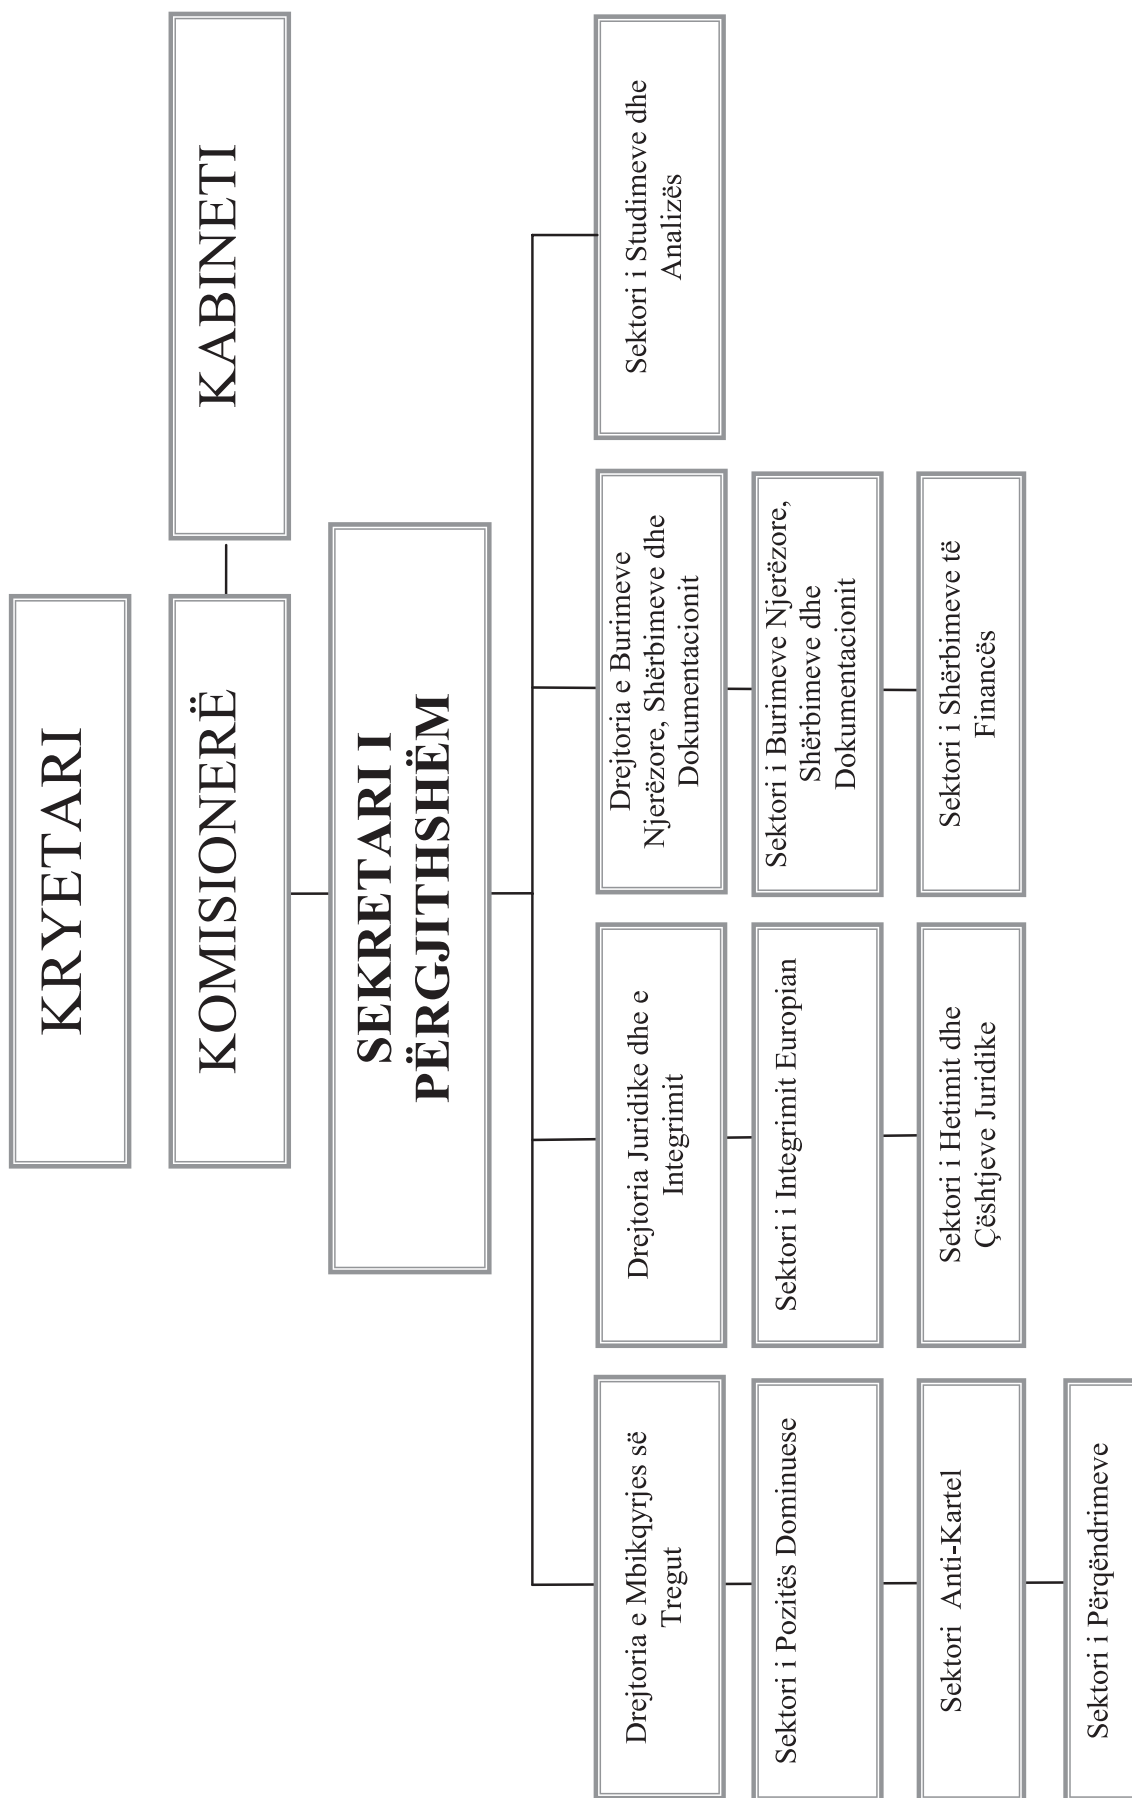 KRYETARI
KOMISIONERË
KABINETI
SEKRETARI I
PËRGJITHSHËM
Drejtoria e Mbikqyrjes së
Tregut
Sektori i Pozitës Dominuese
Sektori Anti-Kartel
Sektori i Përqëndrimeve
Drejtoria Juridike dhe e
Integrimit
Sektori i Integrimit Europian
Sektori i Hetimit dhe
Çështjeve Juridike
Drejtoria e Burimeve
Njerëzore, Shërbimeve dhe
Dokumentacionit
Sektori i Burimeve Njerëzore,
Shërbimeve dhe
Dokumentacionit
Sektori i Shërbimeve të
Financës
Sektori i Studimeve dhe
Analizës